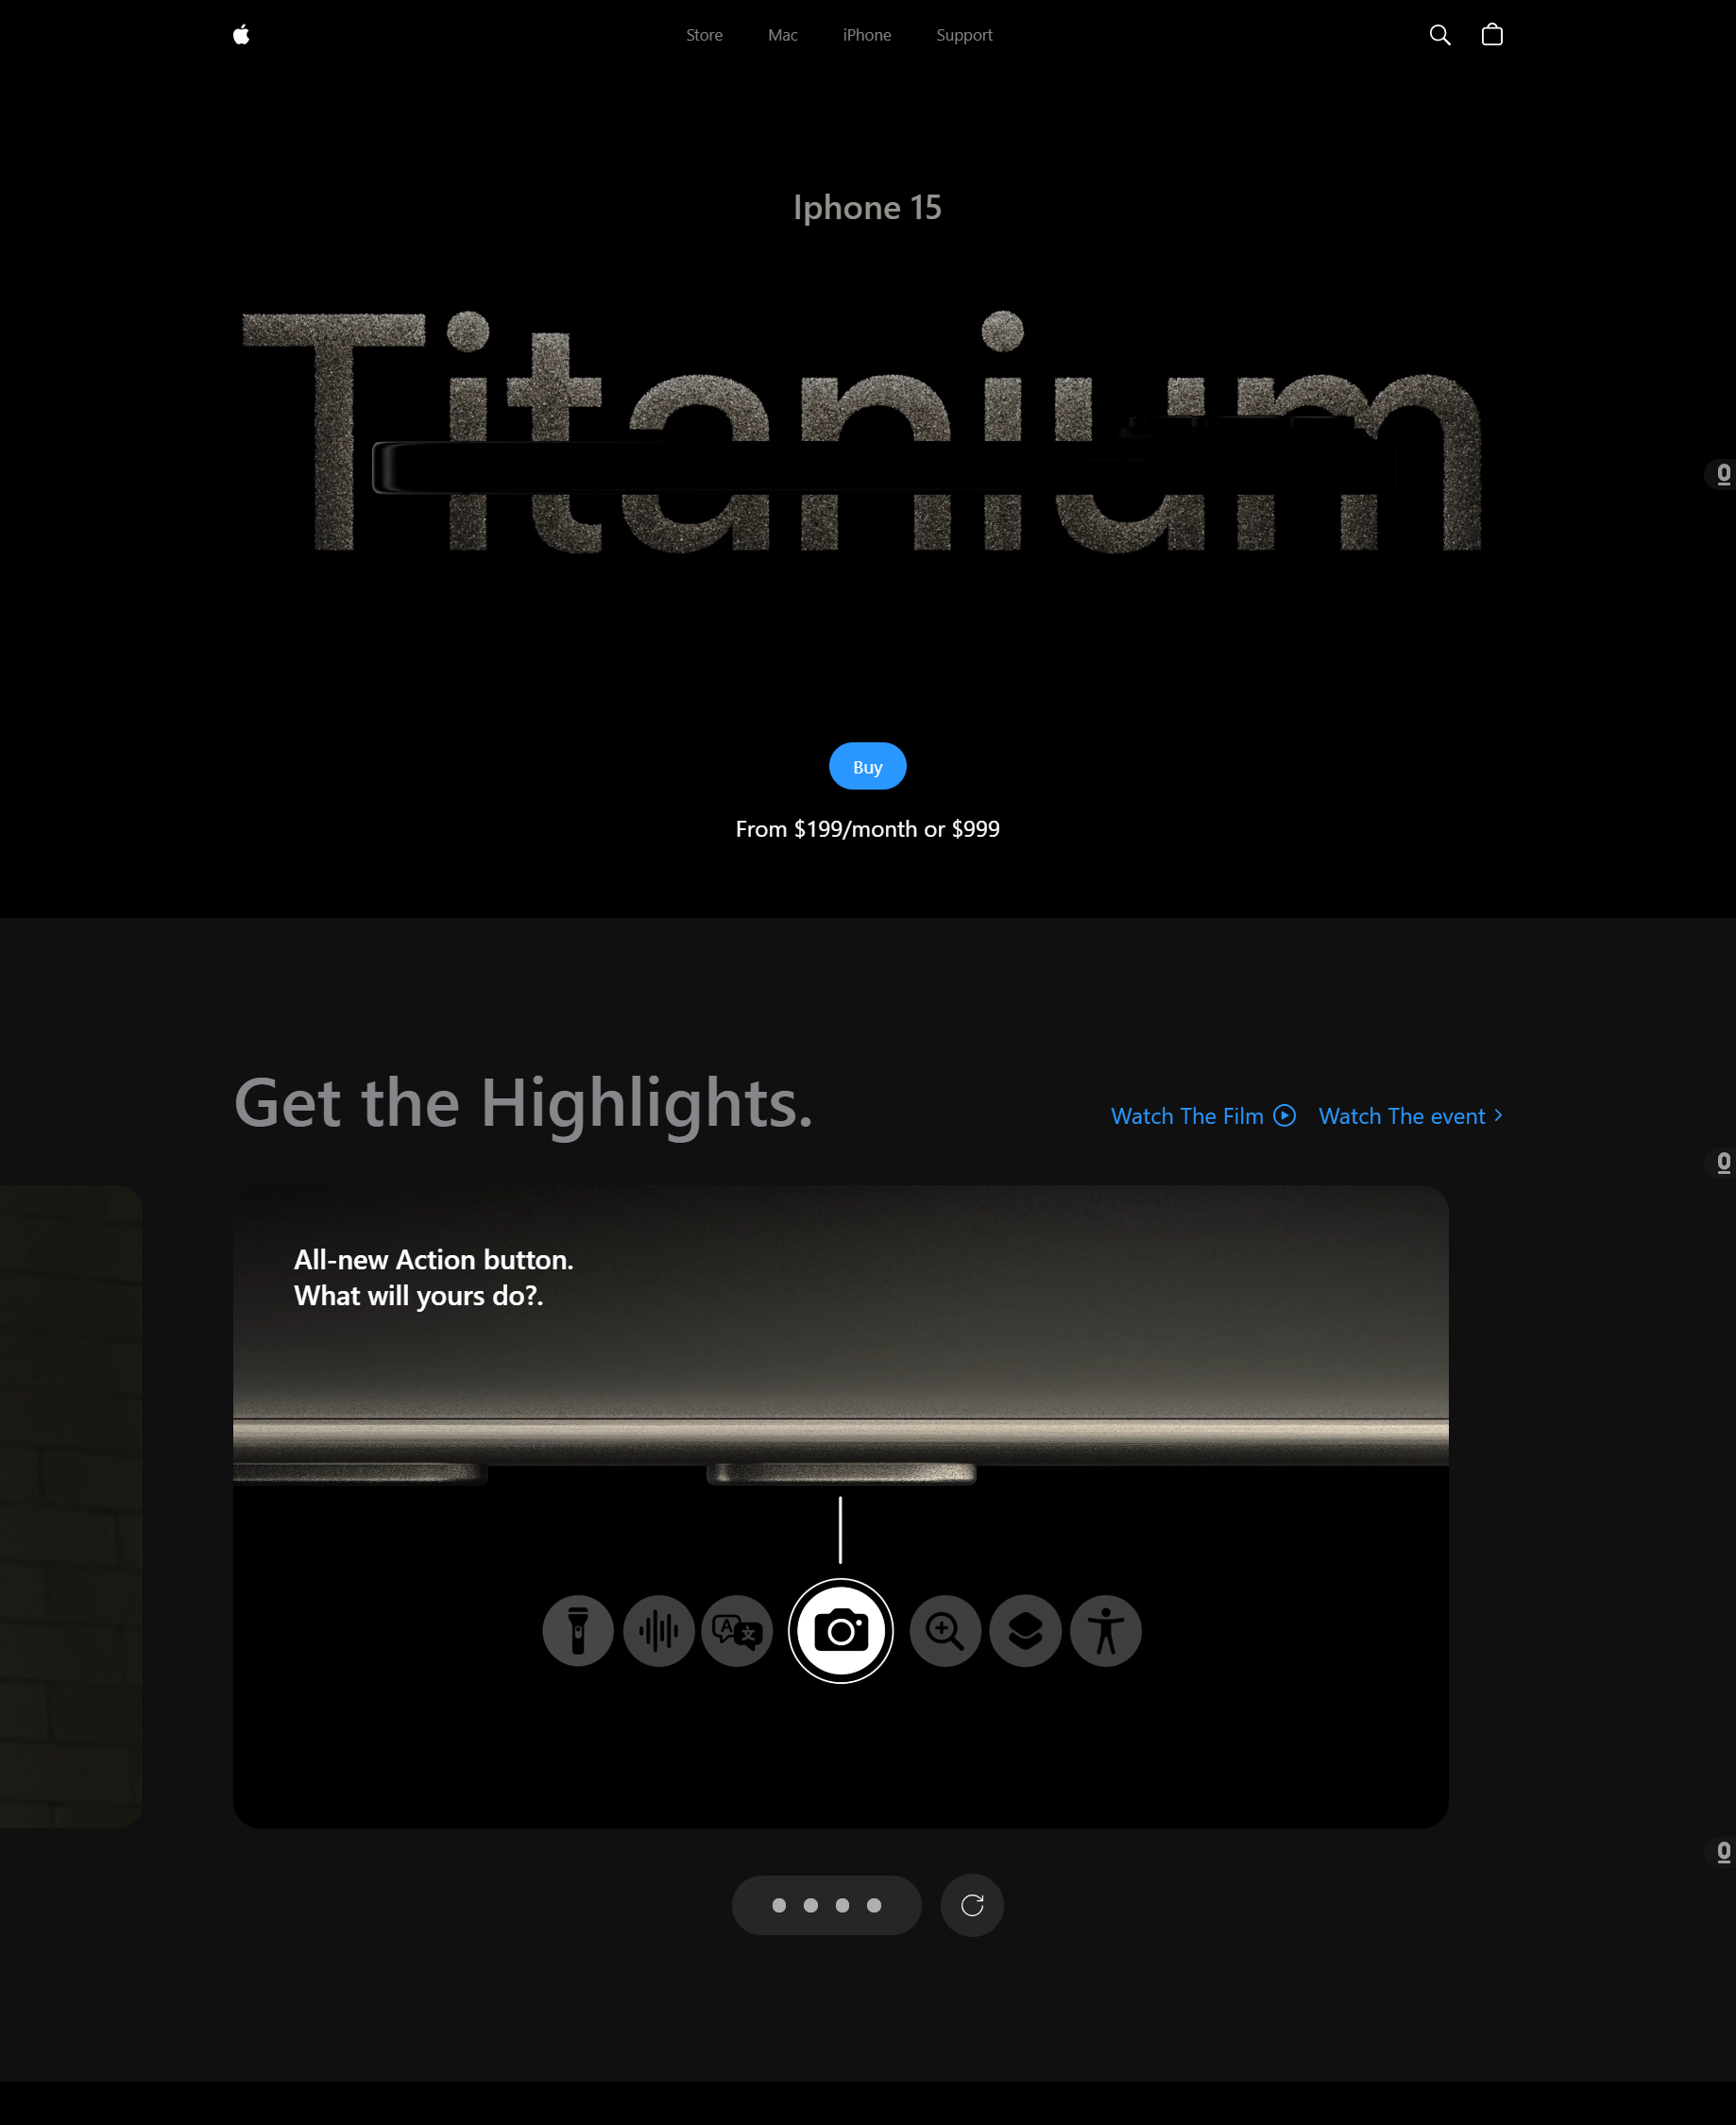 Store Mac iPhone Support
Iphone 15
Titanium
Buy
From $199/month or $999
Get the Highlights.
Watch The Film Watch The event
All-new Action button.
What will yours do?.
A 文